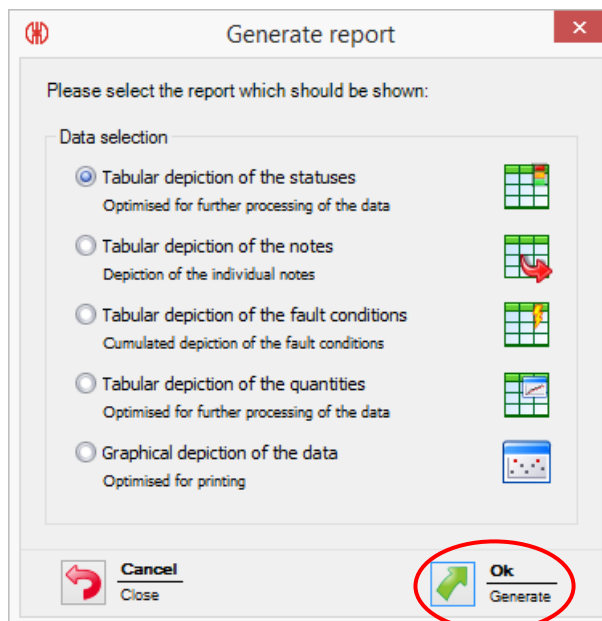 Generate report
Please select the report which should be shown:
Data selection
Tabular depiction of the statuses
Optimised for further processing of the data
Tabular depiction of the notes
Depiction of the individual notes
Tabular depiction of the fault conditions
Cumulated depiction of the fault conditions
Tabular depiction of the quantities
Optimised for further processing of the data
Graphical depiction of the data
Optimised for printing
Cancel
Close
Ok
Generate